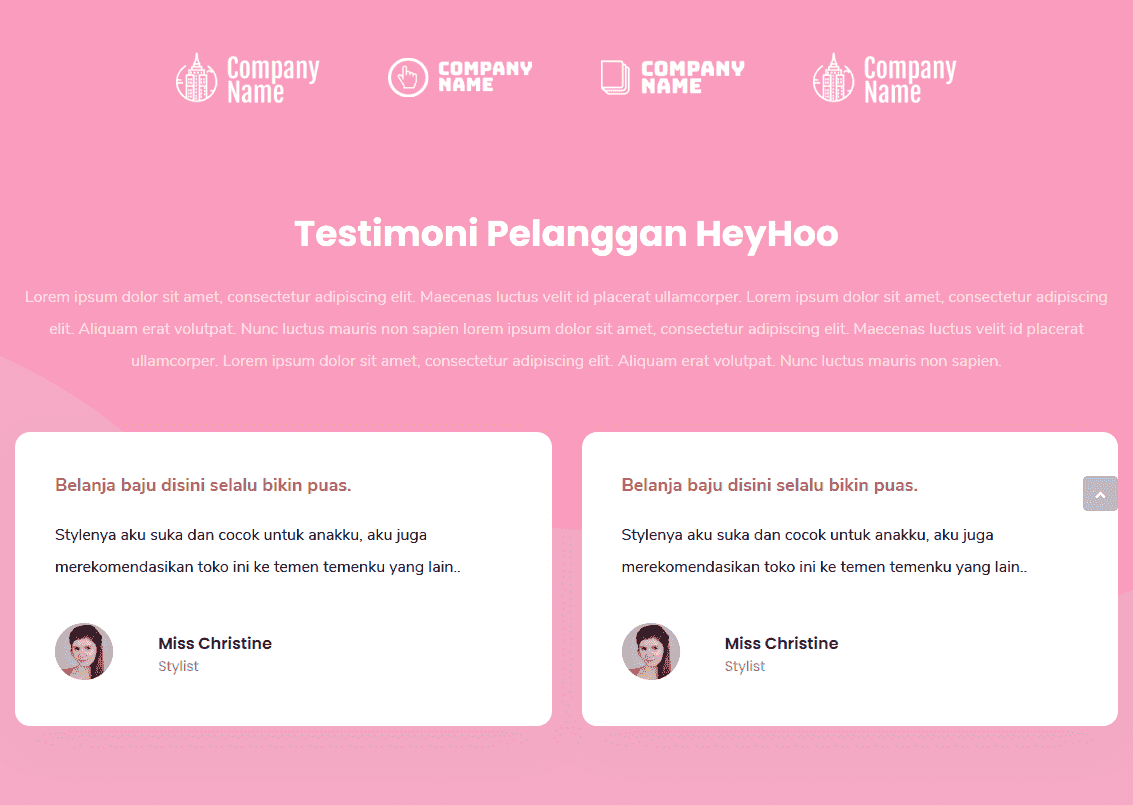 Company
Name
COMPANY
NAME
COMPANY
NAME
Company
Name
Testimoni Pelanggan HeyHoo
Lorem ipsum dolor sit amet, consectetur adipiscing elit. Maecenas luctus velit id placerat ullamcorper. Lorem ipsum dolor sit amet, consectetur adipiscing
elit. Aliquam erat volutpat. Nunc luctus mauris non sapien lorem ipsum dolor sit amet, consectetur adipiscing elit. Maecenas luctus velit id placerat
ullamcorper. Lorem ipsum dolor sit amet, consectetur adipiscing elit. Aliquam erat volutpat. Nunc luctus mauris non sapien.
Belanja baju disini selalu bikin puas.
Stylenya aku suka dan cocok untuk anakku, aku juga
merekomendasikan toko ini ke temen temenku yang lain..
Miss Christine
Stylist
Belanja baju disini selalu bikin puas.
Stylenya aku suka dan cocok untuk anakku, aku juga
merekomendasikan toko ini ke temen temenku yang lain..
Miss Christine
Stylist